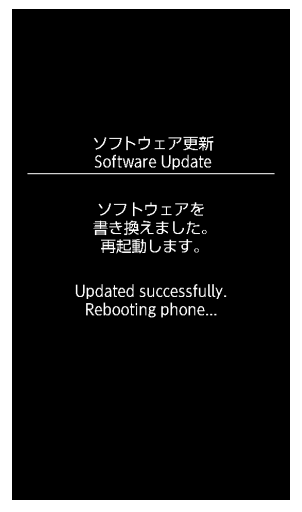 ソフトウェア更新
Software Update
ソフトウェアを
書き換えました。
再起動します。
Updated successfully.
Rebooting phone...